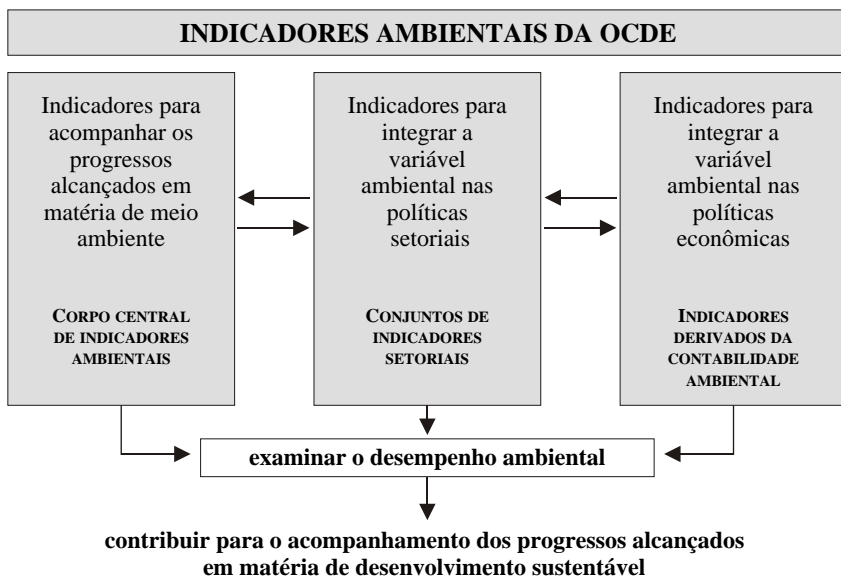 INDICADORES AMBIENTAIS DA OCDE
Indicadores para
acompanhar os
progressos
alcançados em
matéria de meio
ambiente
CORPO CENTRAL
DE INDICADORES
AMBIENTAIS
Indicadores para
integrar a
variável
ambiental nas
políticas
setoriais
CONJUNTOS DE
INDICADORES
SETORIAIS
Indicadores para
integrar a
variável
ambiental nas
políticas
econômicas
INDICADORES
DERIVADOS DA
CONTABILIDADE
AMBIENTAL
examinar o desempenho ambiental
contribuir para o acompanhamento dos progressos alcançados
em matéria de desenvolvimento sustentável